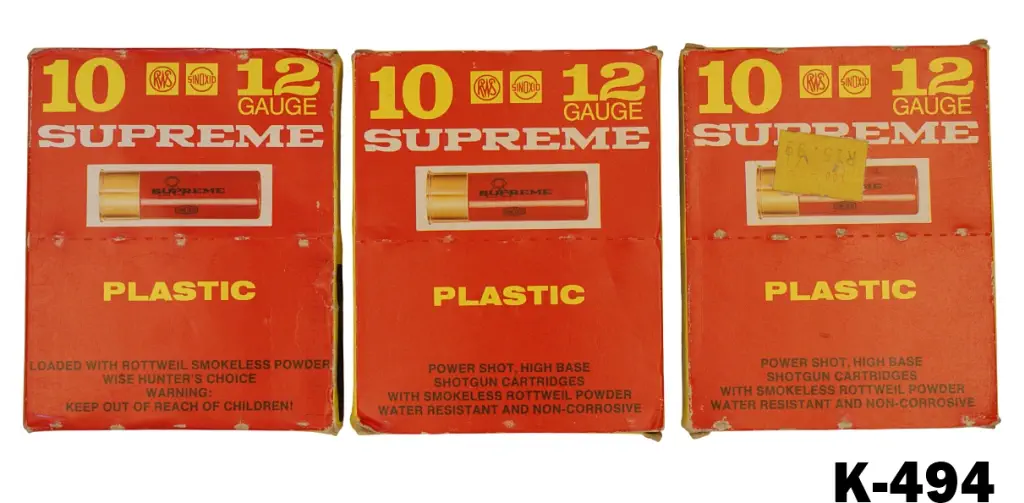 10 RWS SINOXID 12
GAUGE
SUPREME
SUPREME
PLASTIC
LOADED WITH ROTTWEIL SMOKELESS POWDER
WISE HUNTER'S CHOICE
WARNING:
KEEP OUT OF REACH OF CHILDREN!
10 RWS SINOXID 12
GAUGE
SUPREME
SUPREME
PLASTIC
POWER SHOT, HIGH BASE
SHOTGUN CARTRIDGES
WITH SMOKELESS ROTTWEIL POWDER
WATER RESISTANT AND NON-CORROSIVE
10 RWS SINOXID 12
GAUGE
SUPREME
R25.99
PLASTIC
POWER SHOT, HIGH BASE
SHOTGUN CARTRIDGES
WITH SMOKELESS ROTTWEIL POWDER
WATER RESISTANT AND NON-CORROSIVE
K-494